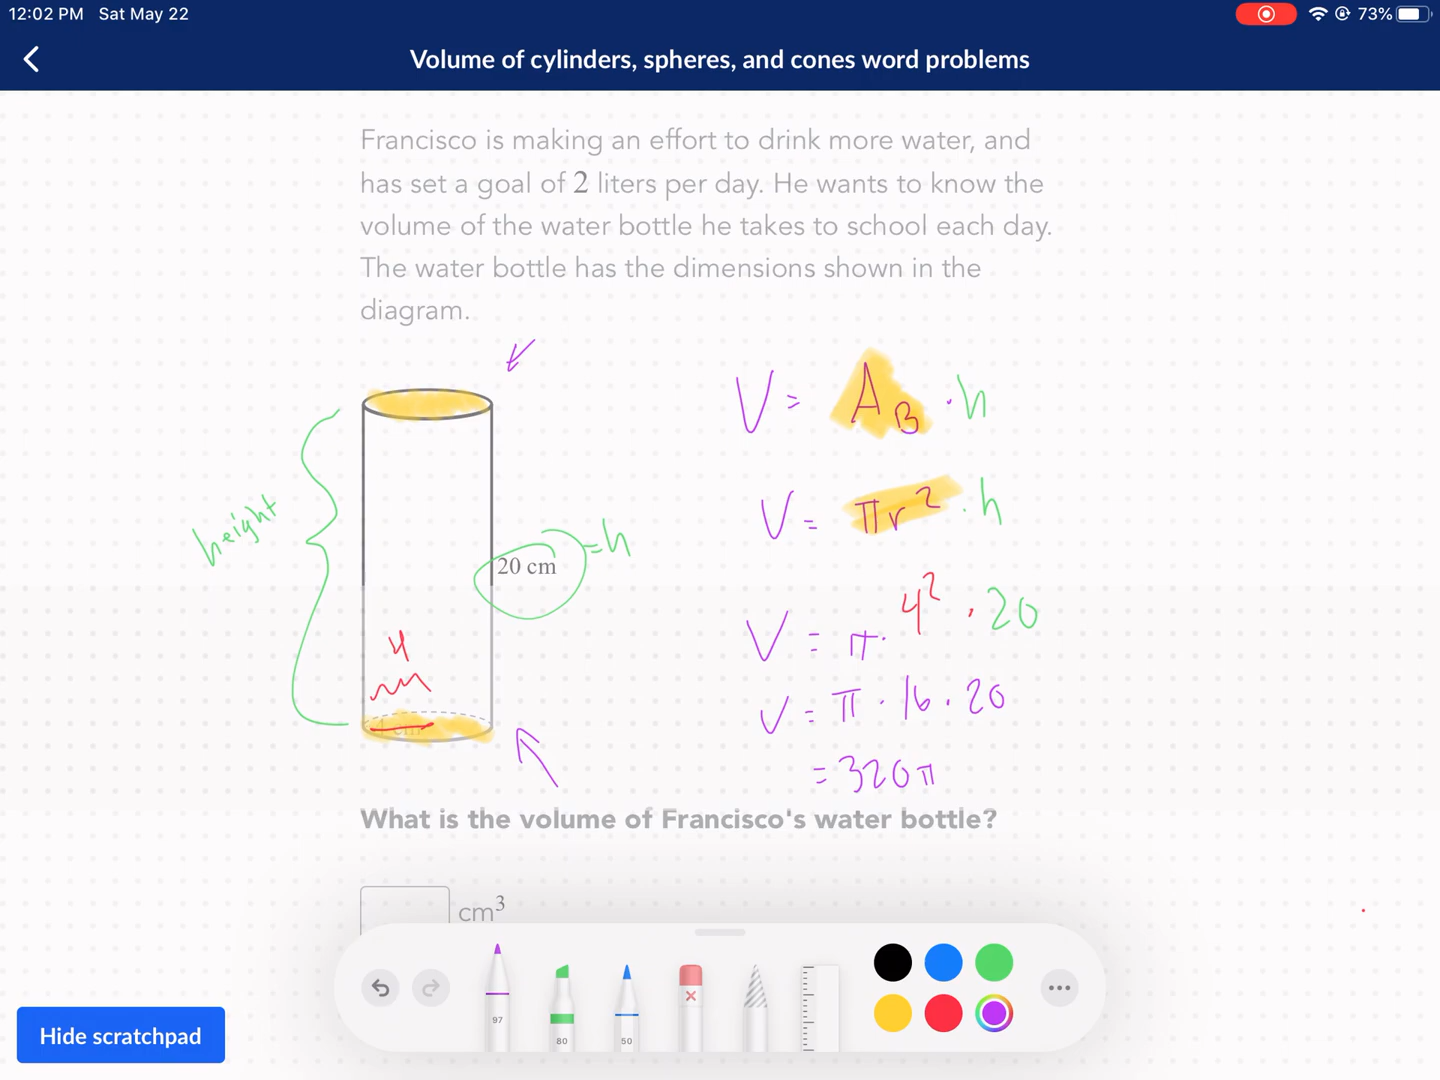 12:02 PM Sat May 22
73%
Volume of cylinders, spheres, and cones word problems
Francisco is making an effort to drink more water, and
has set a goal of 2 liters per day. He wants to know the
volume of the water bottle he takes to school each day.
The water bottle has the dimensions shown in the
diagram.
V = A_B · h
V = πr² · h
height
20 cm
= h
4
4 cm
V = π · 4² · 20
V = π · 16 · 20
= 320π
What is the volume of Francisco's water bottle?
cm³
97
80
50
Hide scratchpad